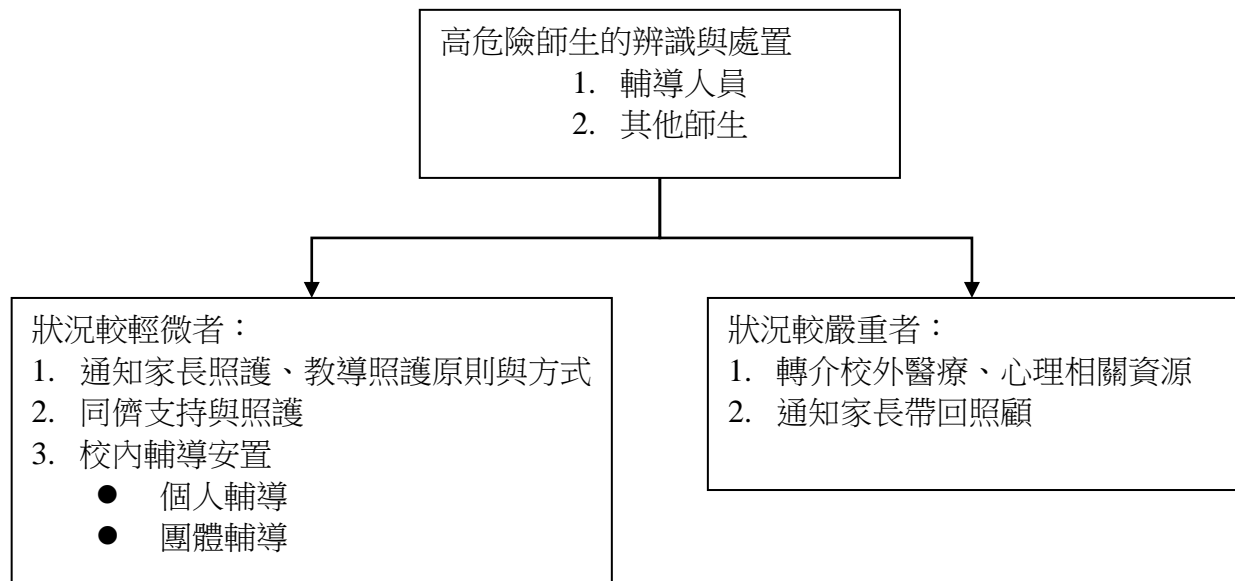 高危險師生的辨識與處置
1. 輔導人員
2. 其他師生
狀況較輕微者：
1. 通知家長照護、教導照護原則與方式
2. 同儕支持與照護
3. 校內輔導安置
● 個人輔導
● 團體輔導
狀況較嚴重者：
1. 轉介校外醫療、心理相關資源
2. 通知家長帶回照顧